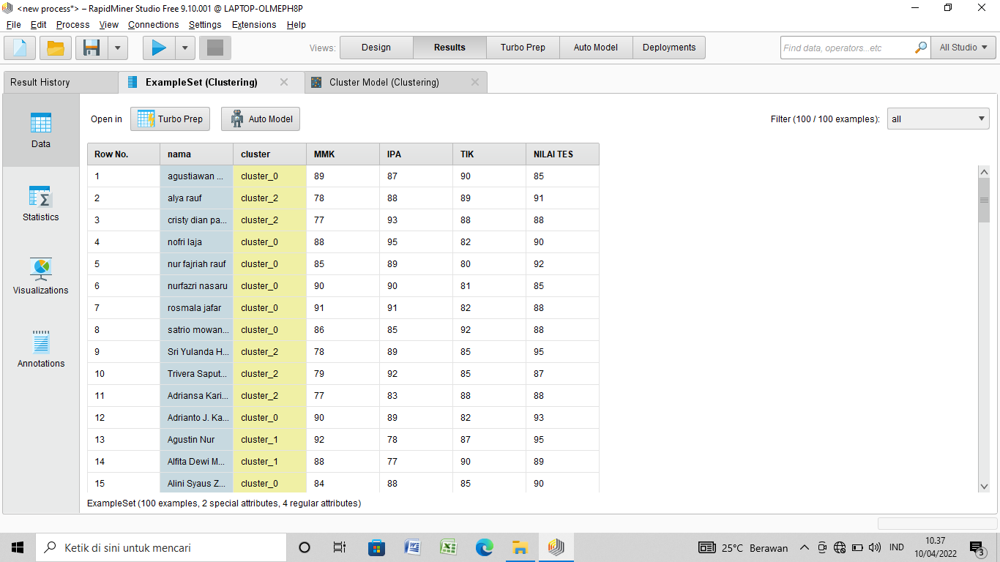 <new process*> – RapidMiner Studio Free 9.10.001 @ LAPTOP-OLMEPH8P
File Edit Process View Connections Settings Extensions Help
Views: Design Results Turbo Prep Auto Model Deployments Find data, operators...etc All Studio
Result History ExampleSet (Clustering) Cluster Model (Clustering)
Data
Statistics
Visualizations
Annotations
Open in Turbo Prep Auto Model Filter (100 / 100 examples): all
Row No. nama cluster MMK IPA TIK NILAI TES
1 agustiawan ... cluster_0 89 87 90 85
2 alya rauf cluster_2 78 88 89 91
3 cristy dian pa... cluster_2 77 93 88 88
4 nofri laja cluster_0 88 95 82 90
5 nur fajriah rauf cluster_0 85 89 80 92
6 nurfazri nasaru cluster_0 90 90 81 85
7 rosmala jafar cluster_0 91 91 82 88
8 satrio mowan... cluster_0 86 85 92 88
9 Sri Yulanda H... cluster_2 78 89 85 95
10 Trivera Saput... cluster_2 79 92 85 87
11 Adriansa Kari... cluster_2 77 83 88 88
12 Adrianto J. Ka... cluster_0 90 89 82 93
13 Agustin Nur cluster_1 92 78 87 95
14 Alfita Dewi M... cluster_1 88 77 90 89
15 Alini Syaus Z... cluster_0 84 88 85 90
ExampleSet (100 examples, 2 special attributes, 4 regular attributes)
Ketik di sini untuk mencari
25°C Berawan
IND
10.37
10/04/2022
3